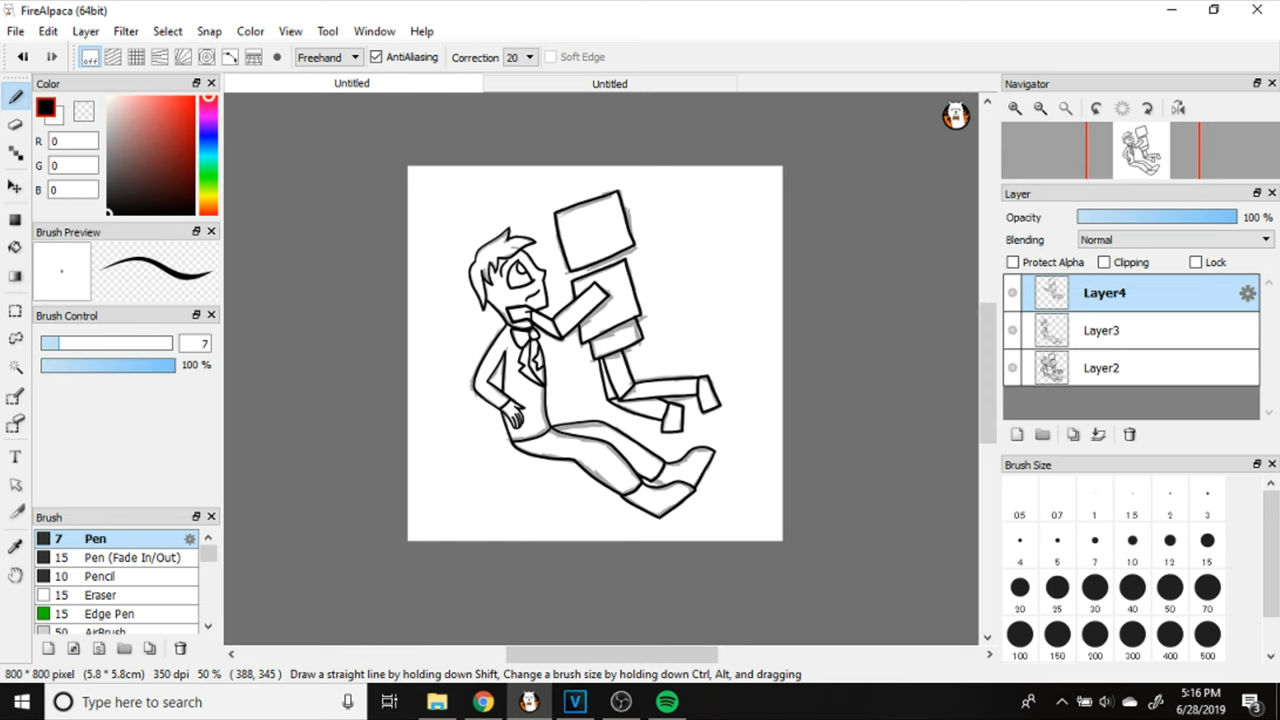 FireAlpaca (64bit)
File Edit Layer Filter Select Snap Color View Tool Window Help
off Freehand AntiAliasing Correction 20 Soft Edge
Color
Untitled Untitled
Navigator
R 0
G 0
B 0
Layer
Opacity 100 %
Brush Preview
Blending Normal
Protect Alpha Clipping Lock
Layer4
Brush Control
Layer3
7
100 %
Layer2
Brush Size
05 07 1 1.5 2 3
Brush
7 Pen
15 Pen (Fade In/Out)
4 5 7 10 12 15
10 Pencil
15 Eraser
20 25 30 40 50 70
15 Edge Pen
50 AirBrush
100 150 200 300 400 500
800 * 800 pixel (5.8 * 5.8cm) 350 dpi 50 % ( 388, 345 ) Draw a straight line by holding down Shift, Change a brush size by holding down Ctrl, Alt, and dragging
Type here to search
5:16 PM
6/28/2019
3